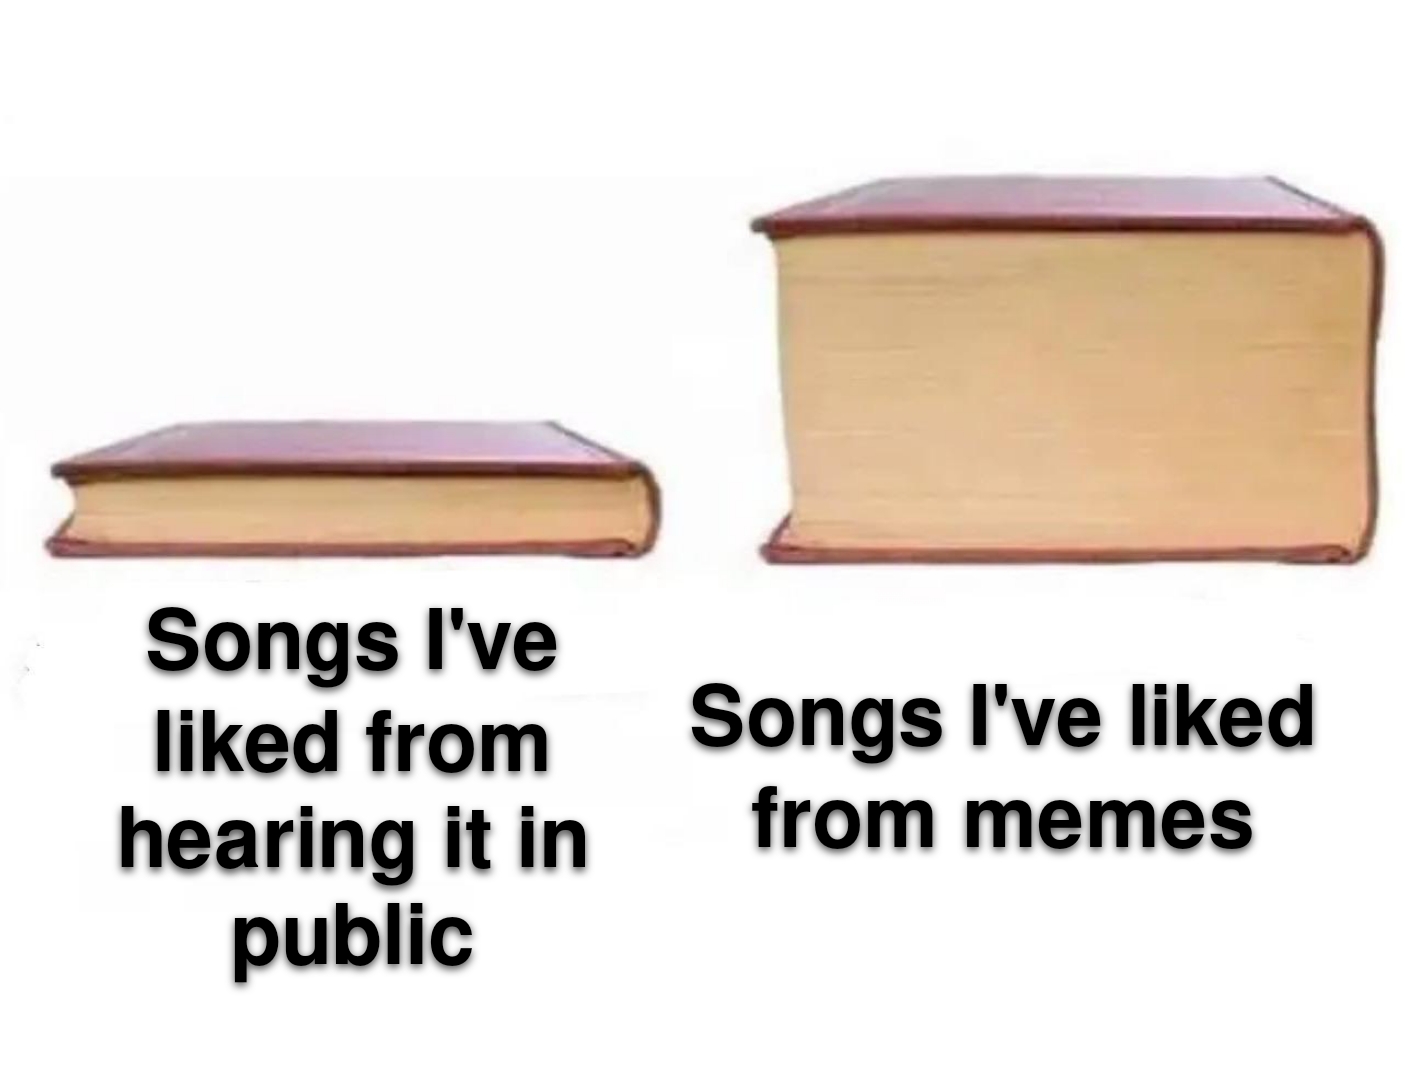 Songs I've
liked from
hearing it in
public
Songs I've liked
from memes